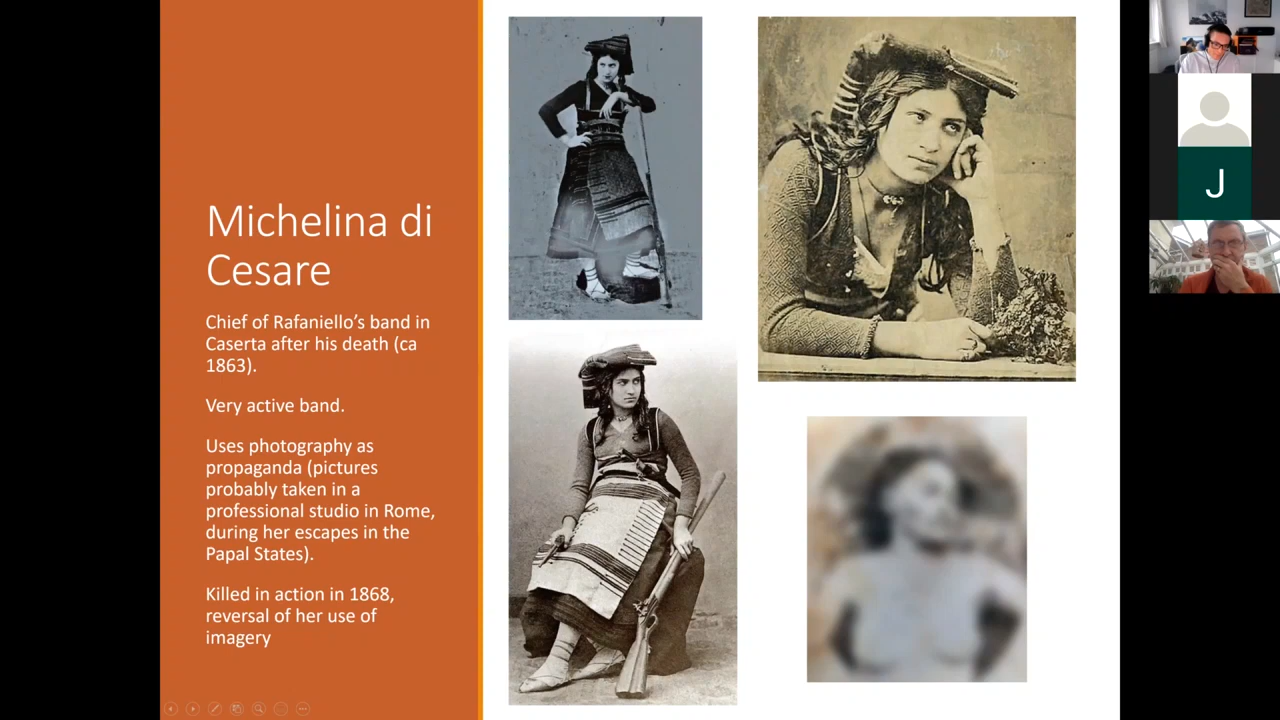 Michelina di
Cesare
Chief of Rafaniello’s band in
Caserta after his death (ca
1863).
Very active band.
Uses photography as
propaganda (pictures
probably taken in a
professional studio in Rome,
during her escapes in the
Papal States).
Killed in action in 1868,
reversal of her use of
imagery
J